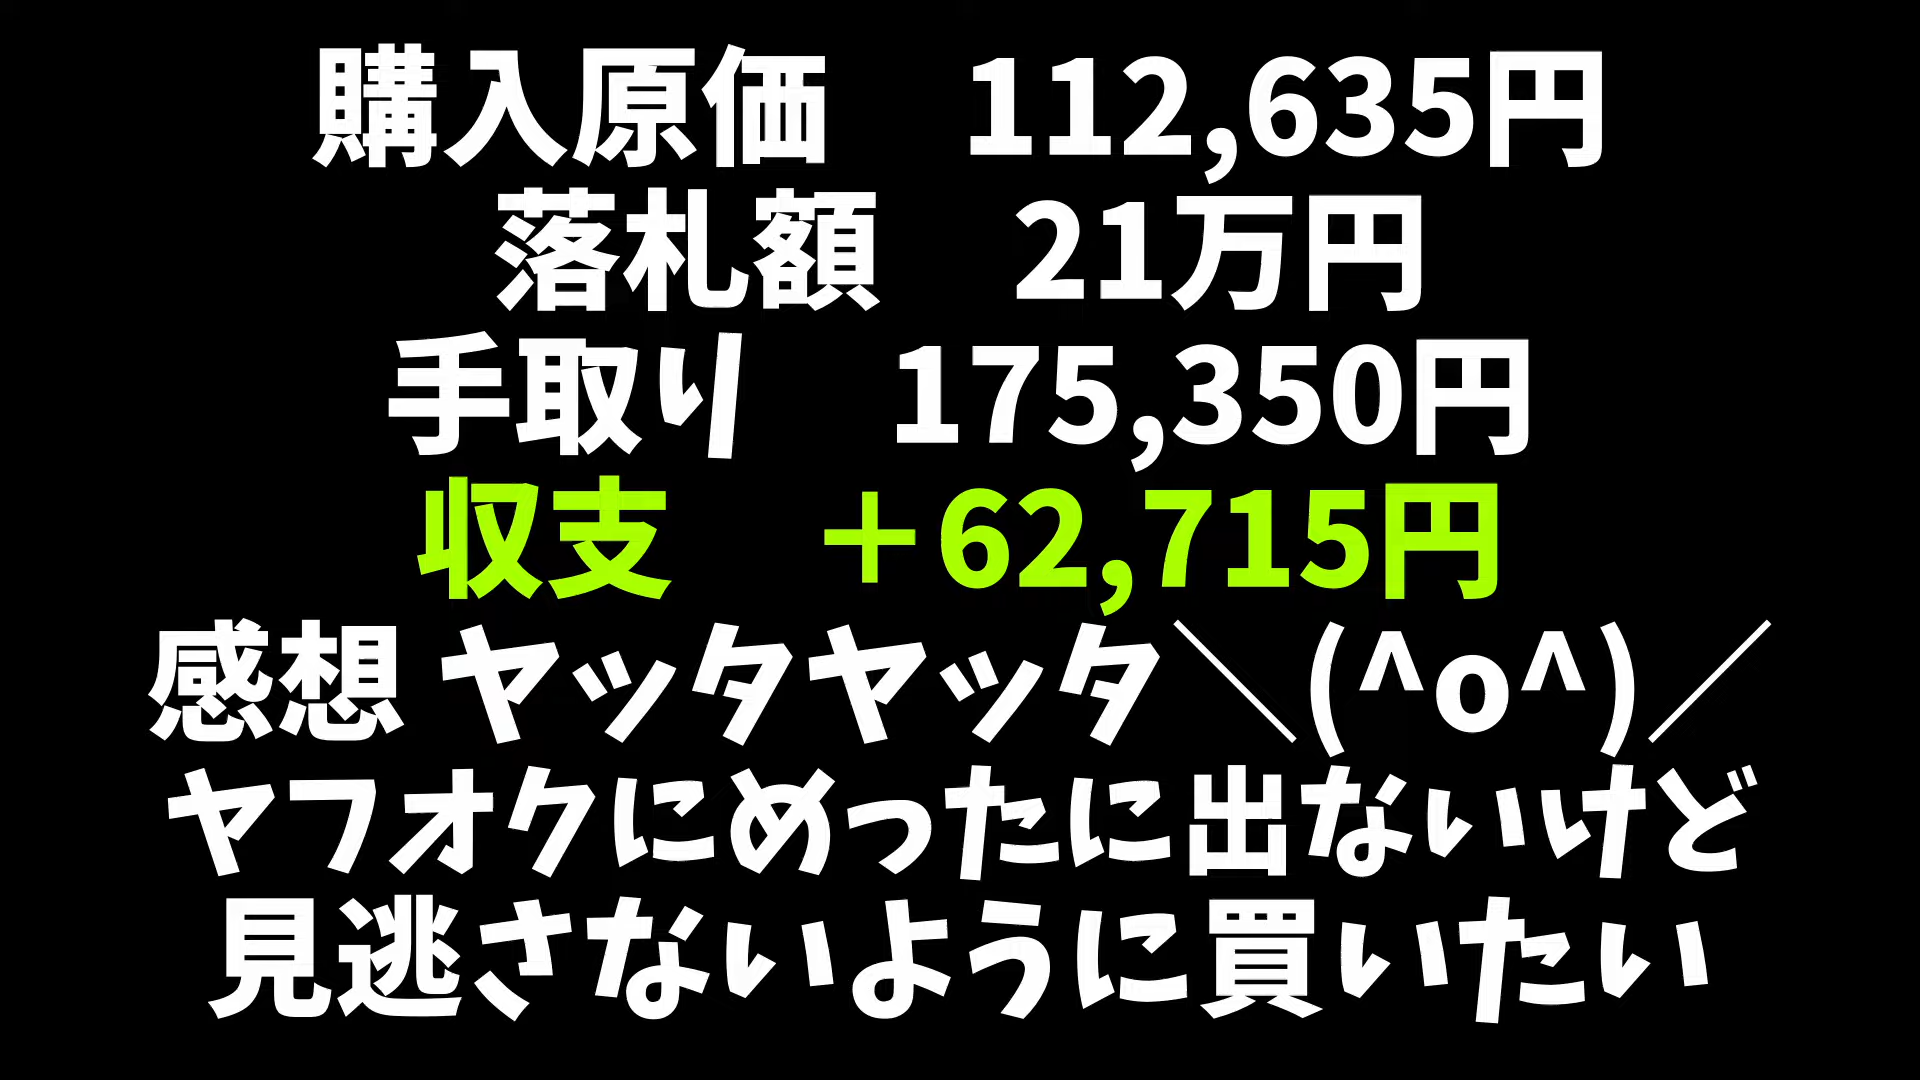 購入原価　112,635円
落札額　21万円
手取り　175,350円
収支　＋62,715円
感想 ヤッタヤッタ＼(^o^)／
ヤフオクにめったに出ないけど
見逃さないように買いたい